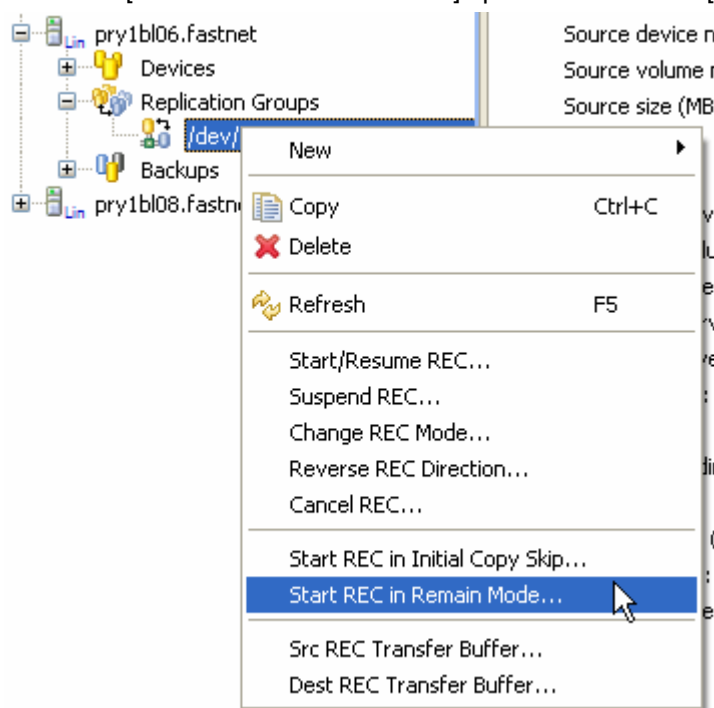 Lin pry1bl06.fastnet
Devices
Replication Groups
/dev/
Backups
Lin pry1bl08.fastn
Source device n
Source volume
Source size (MB
New
Copy Ctrl+C
Delete
Refresh F5
Start/Resume REC...
Suspend REC...
Change REC Mode...
Reverse REC Direction...
Cancel REC...
Start REC in Initial Copy Skip...
Start REC in Remain Mode...
Src REC Transfer Buffer...
Dest REC Transfer Buffer...